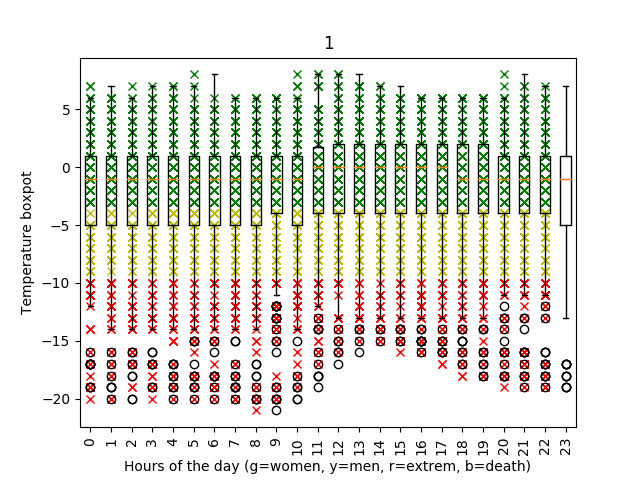 1
Temperature boxpot
5
0
−5
−10
−15
−20
0 1 2 3 4 5 6 7 8 9 10 11 12 13 14 15 16 17 18 19 20 21 22 23
Hours of the day (g=women, y=men, r=extrem, b=death)